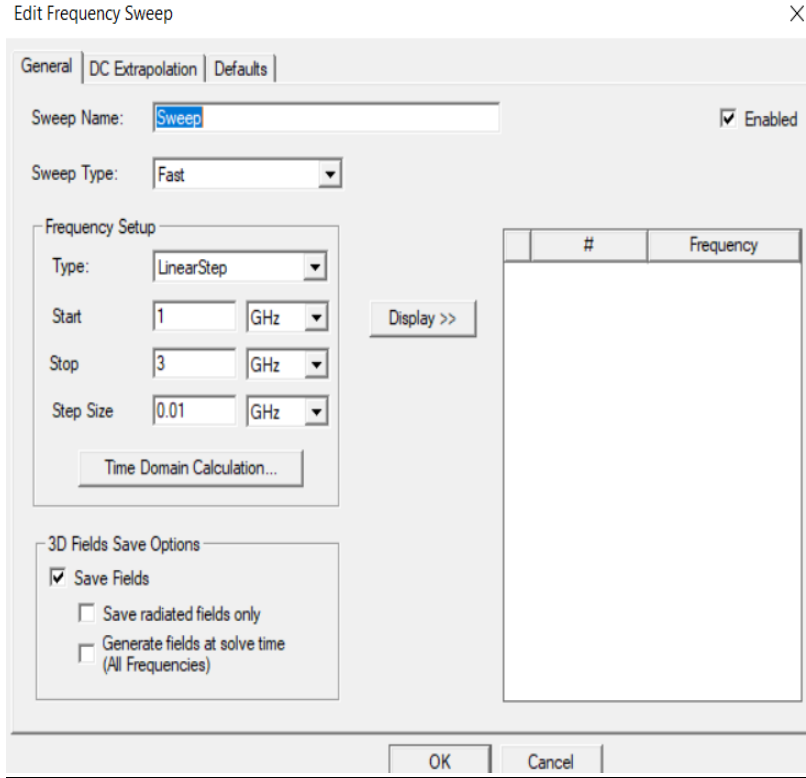 Edit Frequency Sweep
General DC Extrapolation Defaults
Sweep Name: Sweep Enabled
Sweep Type: Fast
Frequency Setup
Type: LinearStep
Start 1 GHz
Stop 3 GHz
Step Size 0.01 GHz
Time Domain Calculation...
Display >>
# Frequency
3D Fields Save Options
Save Fields
Save radiated fields only
Generate fields at solve time
(All Frequencies)
OK Cancel